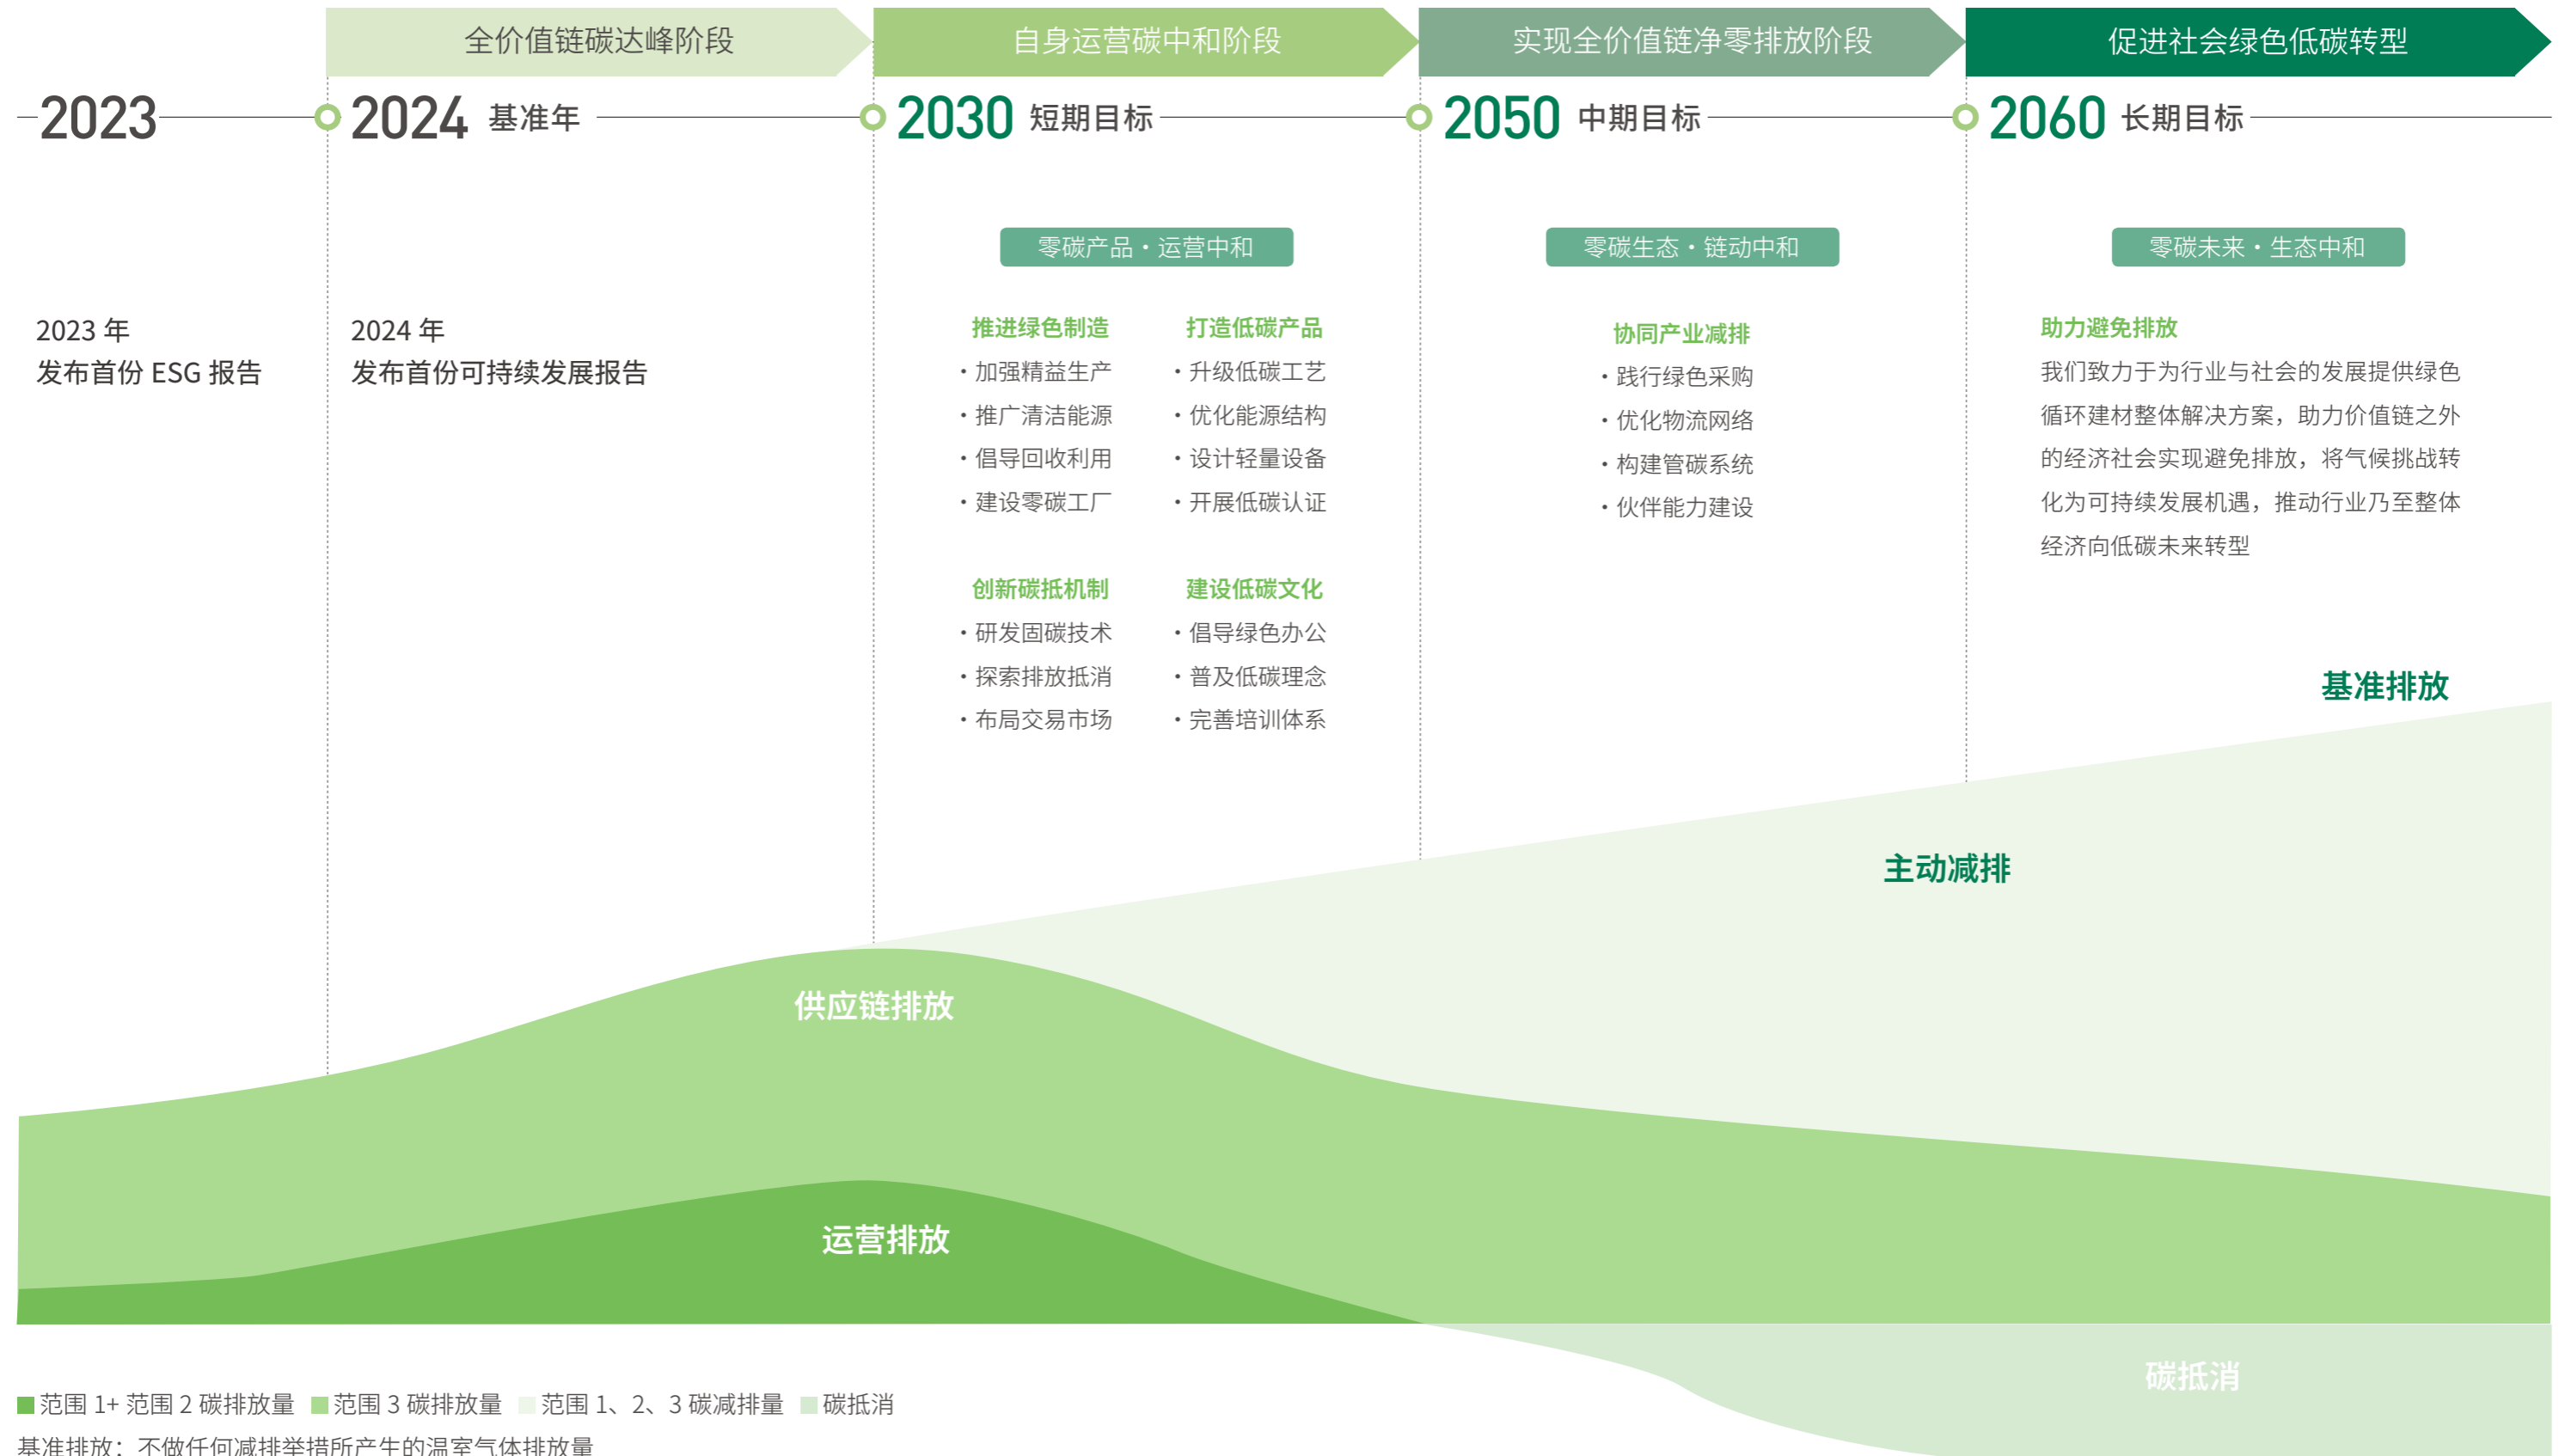 全价值链碳达峰阶段
自身运营碳中和阶段
实现全价值链净零排放阶段
促进社会绿色低碳转型
2023
2024 基准年
2030 短期目标
2050 中期目标
2060 长期目标
2023 年
发布首份 ESG 报告
2024 年
发布首份可持续发展报告
零碳产品·运营中和
推进绿色制造
·加强精益生产
·推广清洁能源
·倡导回收利用
·建设零碳工厂
打造低碳产品
·升级低碳工艺
·优化能源结构
·设计轻量设备
·开展低碳认证
创新碳抵机制
·研发固碳技术
·探索排放抵消
·布局交易市场
建设低碳文化
·倡导绿色办公
·普及低碳理念
·完善培训体系
零碳生态·链动中和
协同产业减排
·践行绿色采购
·优化物流网络
·构建管碳系统
·伙伴能力建设
零碳未来·生态中和
助力避免排放
我们致力于为行业与社会的发展提供绿色
循环建材整体解决方案，助力价值链之外
的经济社会实现避免排放，将气候挑战转
化为可持续发展机遇，推动行业乃至整体
经济向低碳未来转型
基准排放
主动减排
供应链排放
运营排放
碳抵消
范围 1+ 范围 2 碳排放量 范围 3 碳排放量 范围 1、2、3 碳减排量 碳抵消
基准排放：不做任何减排举措所产生的温室气体排放量